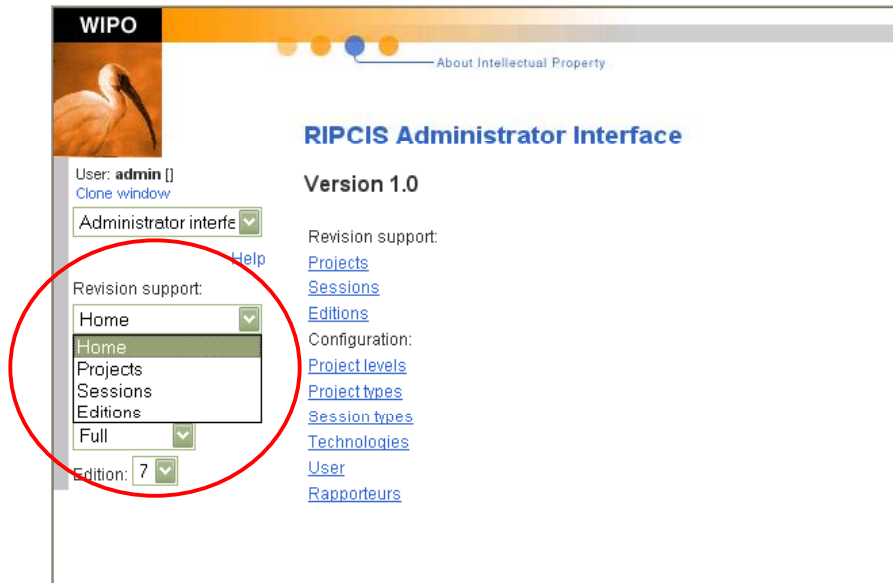 WIPO
About Intellectual Property
RIPCIS Administrator Interface
User: admin []
Clone window
Version 1.0
Administrator interfa
Help
Revision support:
Home
Home
Projects
Sessions
Editions
Full
Edition: 7
Revision support:
Projects
Sessions
Editions
Configuration:
Project levels
Project types
Session types
Technologies
User
Rapporteurs